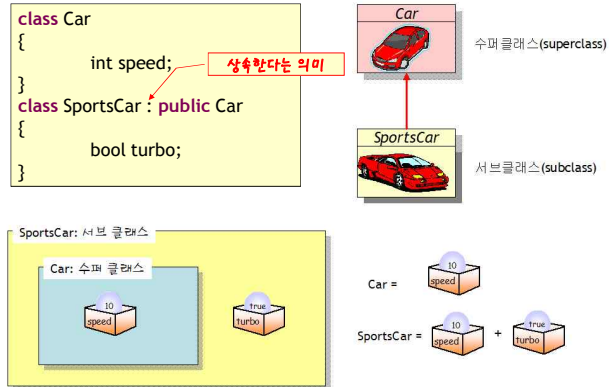 class Car
{
int speed;
상속한다는 의미
}
class SportsCar : public Car
{
bool turbo;
}
Car
수퍼클래스(superclass)
SportsCar
서브클래스(subclass)
SportsCar: 서브 클래스
Car: 수퍼 클래스
10
speed
true
turbo
Car =
10
speed
SportsCar =
10
speed
+
true
turbo